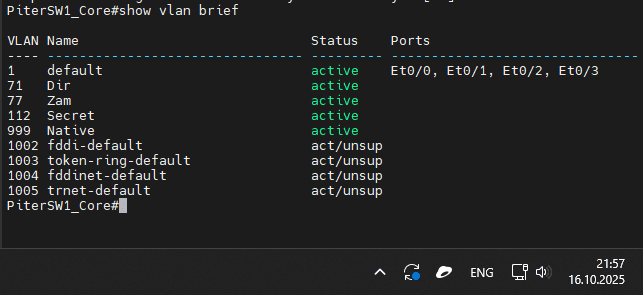 PiterSW1_Core#show vlan brief
VLAN Name                             Status    Ports
---- -------------------------------- --------- -------------------------------
1    default                          active    Et0/0, Et0/1, Et0/2, Et0/3
71   Dir                              active
77   Zam                              active
112  Secret                           active
999  Native                           active
1002 fddi-default                     act/unsup
1003 token-ring-default               act/unsup
1004 fddinet-default                  act/unsup
1005 trnet-default                    act/unsup
PiterSW1_Core#
ENG
21:57
16.10.2025